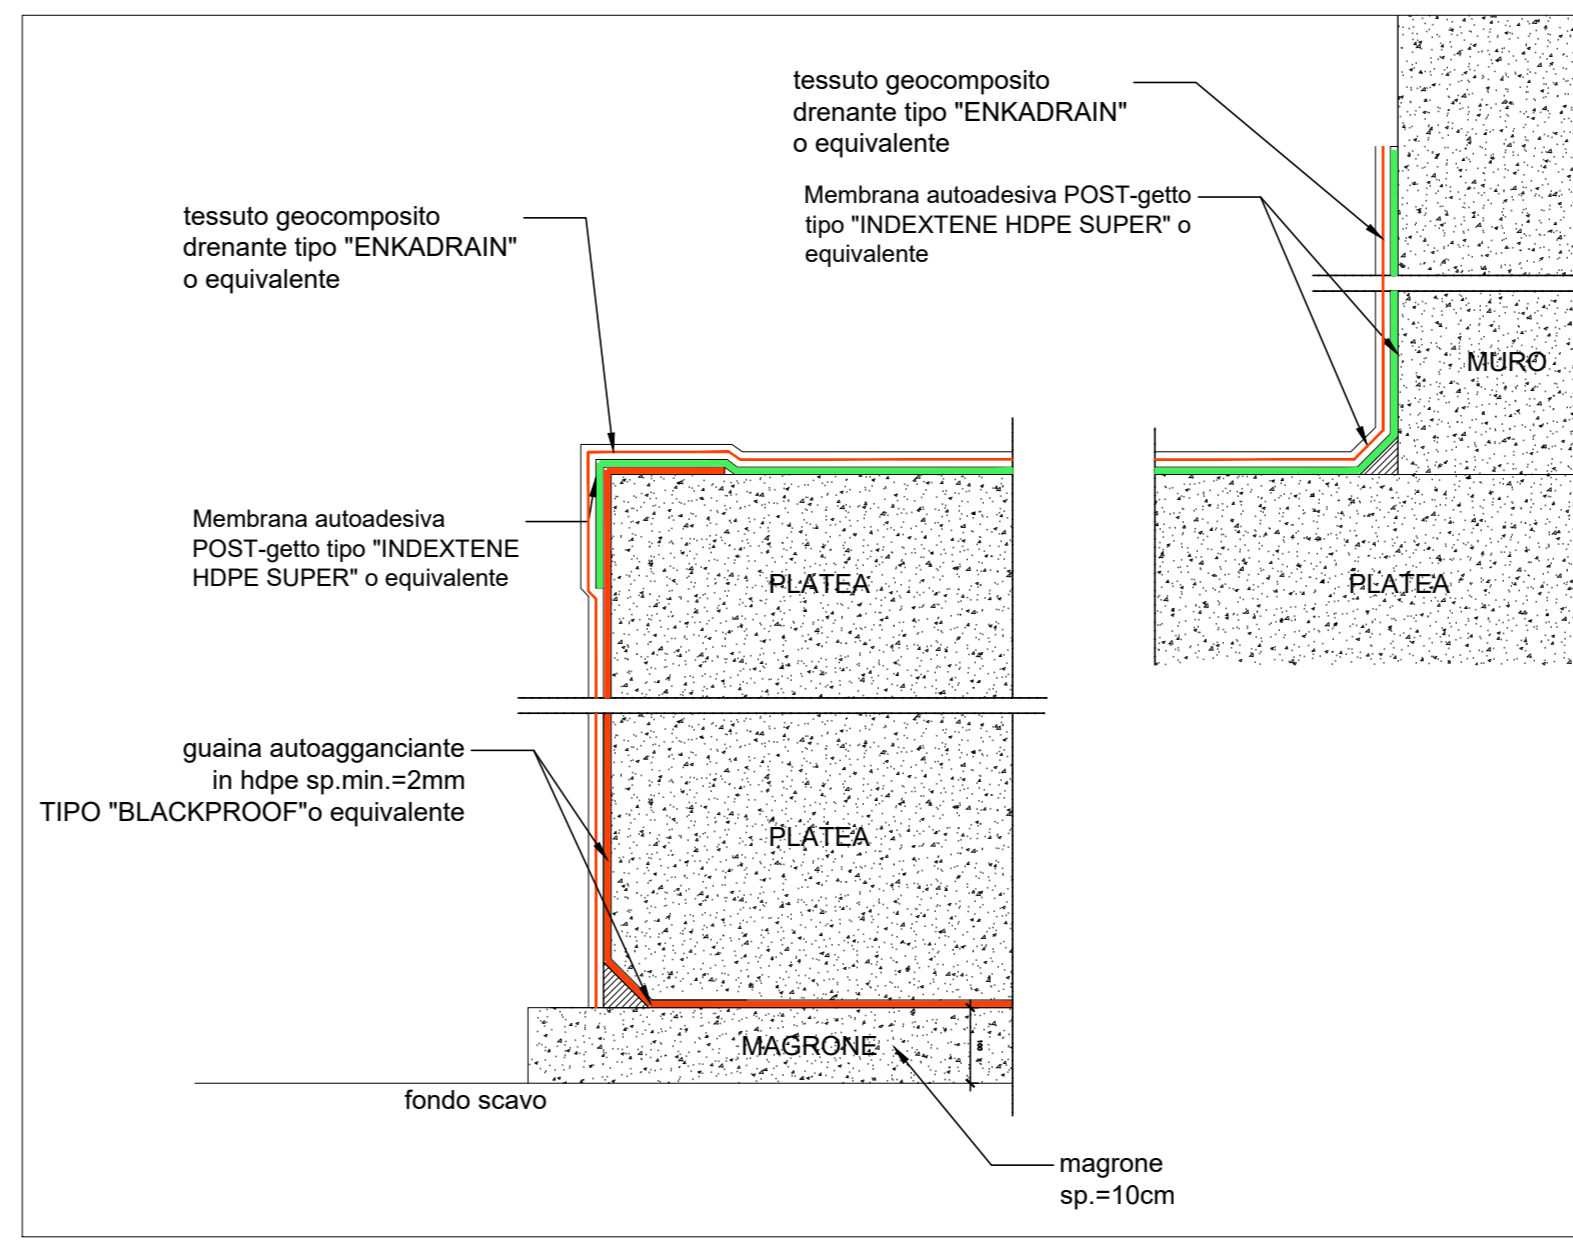 tessuto geocomposito
drenante tipo "ENKADRAIN"
o equivalente
Membrana autoadesiva POST-getto
tipo "INDEXTENE HDPE SUPER" o
equivalente
tessuto geocomposito
drenante tipo "ENKADRAIN"
o equivalente
MURO
Membrana autoadesiva
POST-getto tipo "INDEXTENE
HDPE SUPER" o equivalente
PLATEA
PLATEA
guaina autoagganciante
in hdpe sp.min.=2mm
TIPO "BLACKPROOF"o equivalente
PLATEA
MAGRONE
fondo scavo
magrone
sp.=10cm